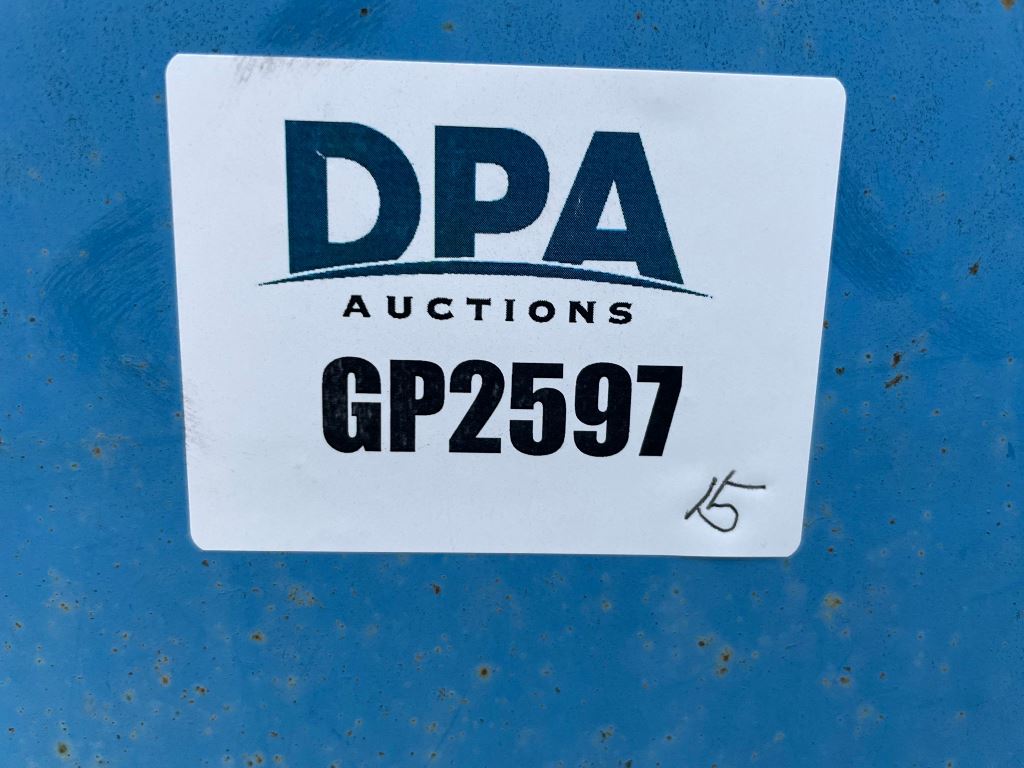 DPA
AUCTIONS
GP2597
15